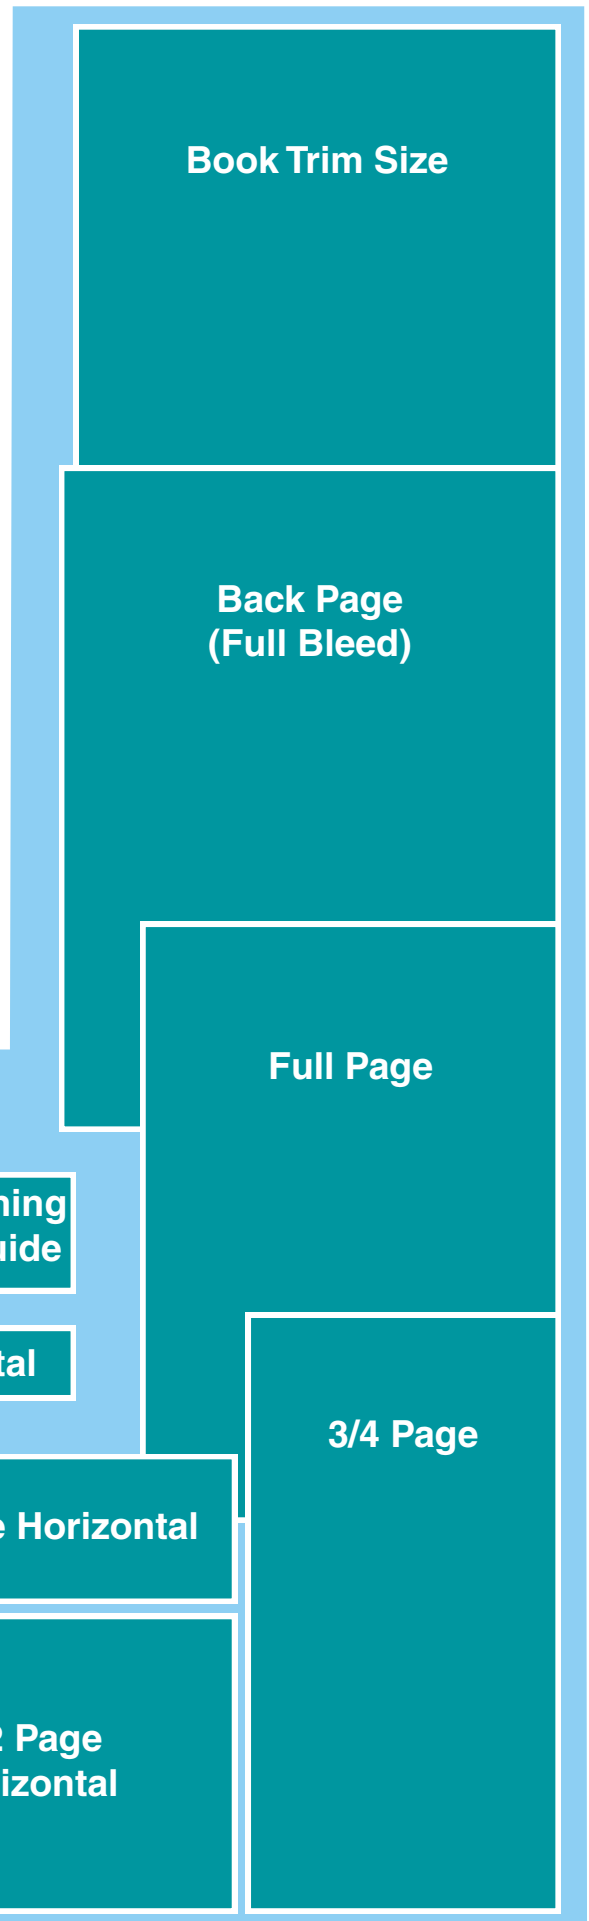 Book Trim Size
Back Page
(Full Bleed)
Full Page
3/4 Page
Horizontal
Page